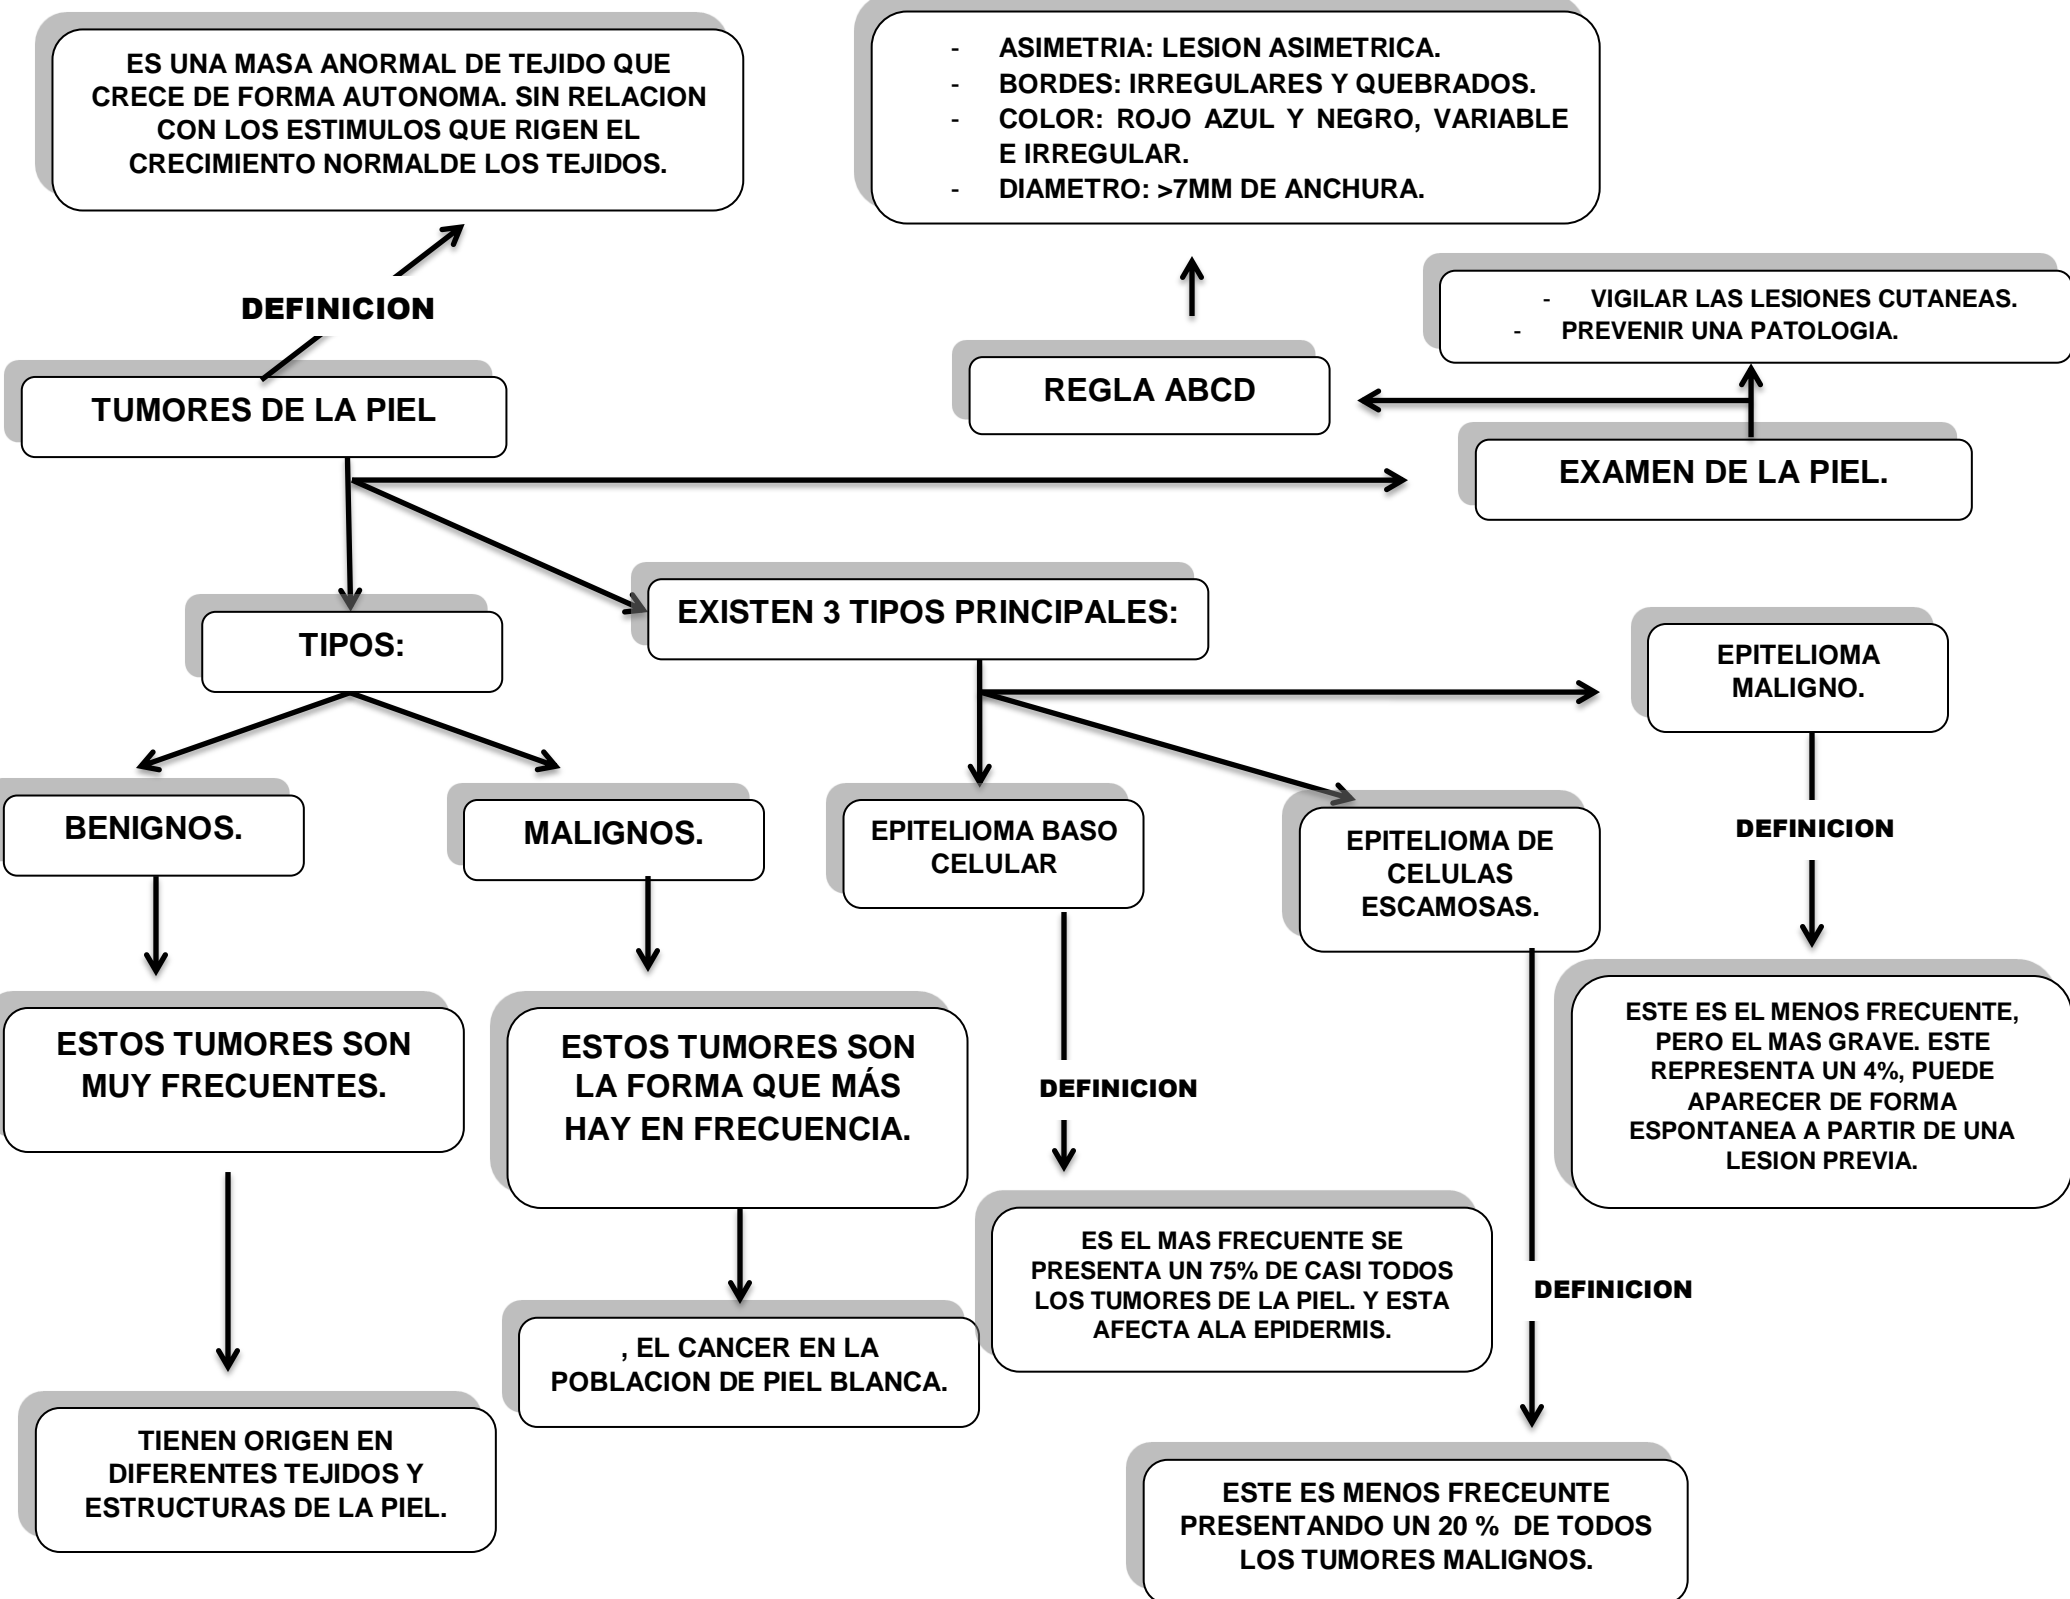 ES UNA MASA ANORMAL DE TEJIDO QUE
CRECE DE FORMA AUTONOMA. SIN RELACION
CON LOS ESTIMULOS QUE RIGEN EL
CRECIMIENTO NORMALDE LOS TEJIDOS.
- ASIMETRIA: LESION ASIMETRICA.
- BORDES: IRREGULARES Y QUEBRADOS.
- COLOR: ROJO AZUL Y NEGRO, VARIABLE
E IRREGULAR.
- DIAMETRO: >7MM DE ANCHURA.
DEFINICION
- VIGILAR LAS LESIONES CUTANEAS.
- PREVENIR UNA PATOLOGIA.
TUMORES DE LA PIEL
REGLA ABCD
EXAMEN DE LA PIEL.
TIPOS:
EXISTEN 3 TIPOS PRINCIPALES:
EPITELIOMA
MALIGNO.
BENIGNOS.
MALIGNOS.
EPITELIOMA BASO
CELULAR
EPITELIOMA DE
CELULAS
ESCAMOSAS.
DEFINICION
ESTOS TUMORES SON
MUY FRECUENTES.
ESTOS TUMORES SON
LA FORMA QUE MÁS
HAY EN FRECUENCIA.
DEFINICION
ESTE ES EL MENOS FRECUENTE,
PERO EL MAS GRAVE. ESTE
REPRESENTA UN 4%, PUEDE
APARECER DE FORMA
ESPONTANEA A PARTIR DE UNA
LESION PREVIA.
ES EL MAS FRECUENTE SE
PRESENTA UN 75% DE CASI TODOS
LOS TUMORES DE LA PIEL. Y ESTA
AFECTA ALA EPIDERMIS.
DEFINICION
, EL CANCER EN LA
POBLACION DE PIEL BLANCA.
TIENEN ORIGEN EN
DIFERENTES TEJIDOS Y
ESTRUCTURAS DE LA PIEL.
ESTE ES MENOS FRECEUNTE
PRESENTANDO UN 20 % DE TODOS
LOS TUMORES MALIGNOS.